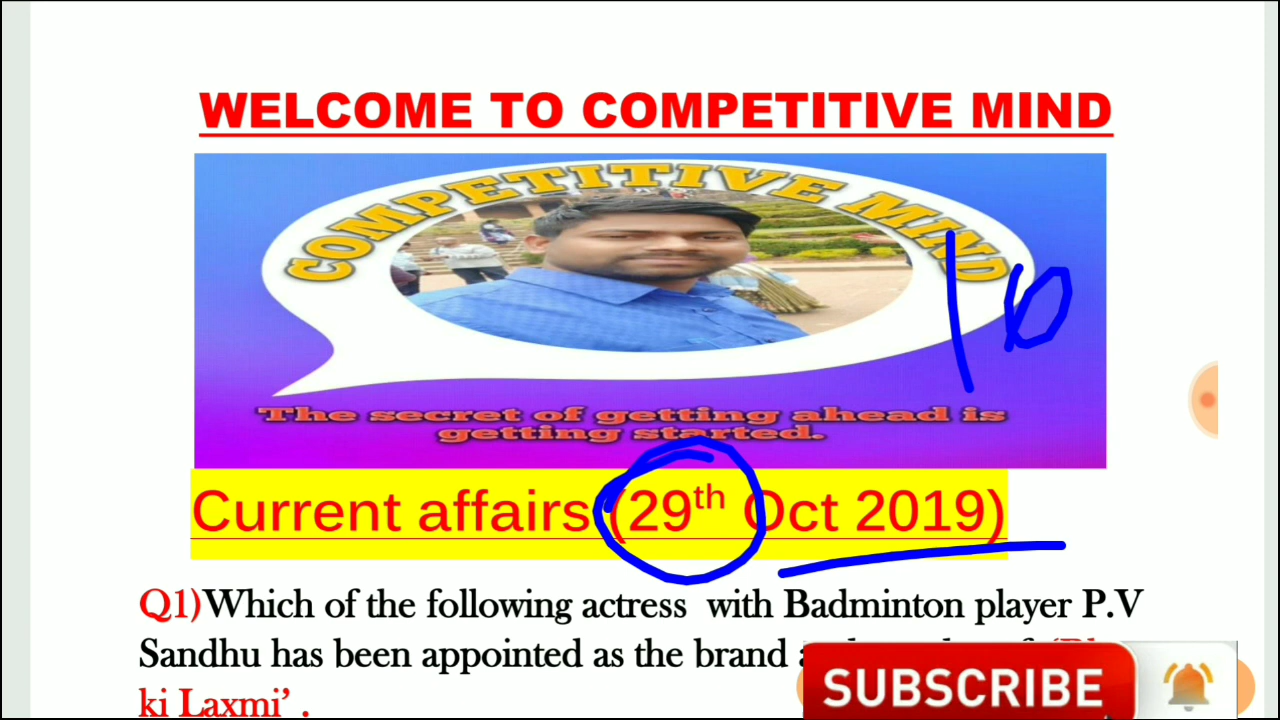 WELCOME TO COMPETITIVE MIND
COMPETITIVE MIND
The secret of getting ahead is
getting started.
Current affairs (29th Oct 2019)
10
Q1)Which of the following actress with Badminton player P.V
Sandhu has been appointed as the brand
ki Laxmi’ .
SUBSCRIBE